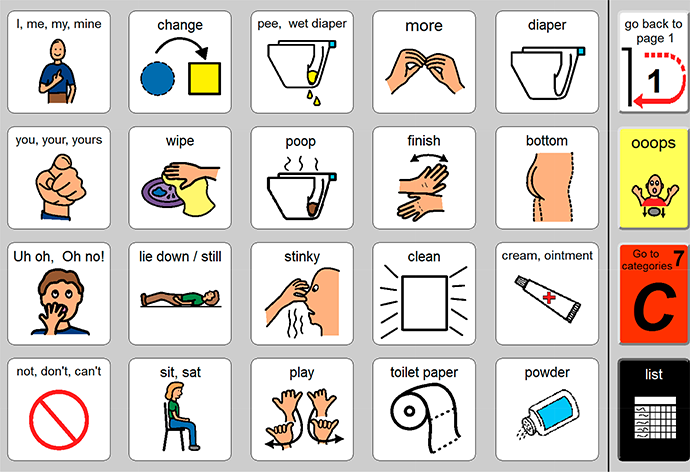 I, me, my, mine
change
pee,  wet diaper
more
diaper
go back to
page 1
1
you, your, yours
wipe
poop
finish
bottom
ooops
Uh oh,  Oh no!
lie down / still
stinky
clean
cream, ointment
Go to
categories 7
C
not, don't, can't
sit, sat
play
toilet paper
powder
list